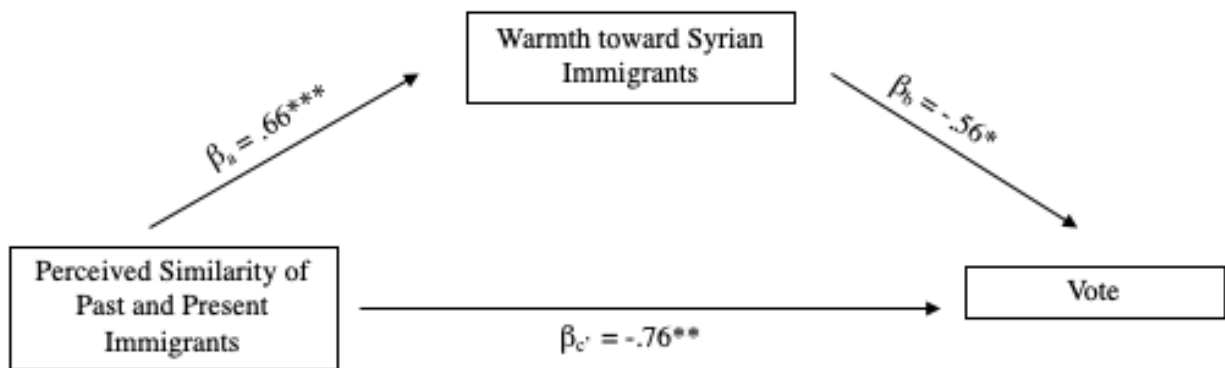 Warmth toward Syrian
Immigrants
βa = .66***
βb = -.56*
Perceived Similarity of
Past and Present
Immigrants
Vote
βc' = -.76**